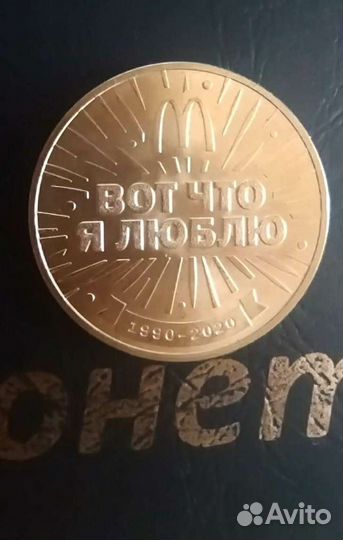 ВОТ ЧТО
Я ЛЮБЛЮ
1990-2020
онет
Avito